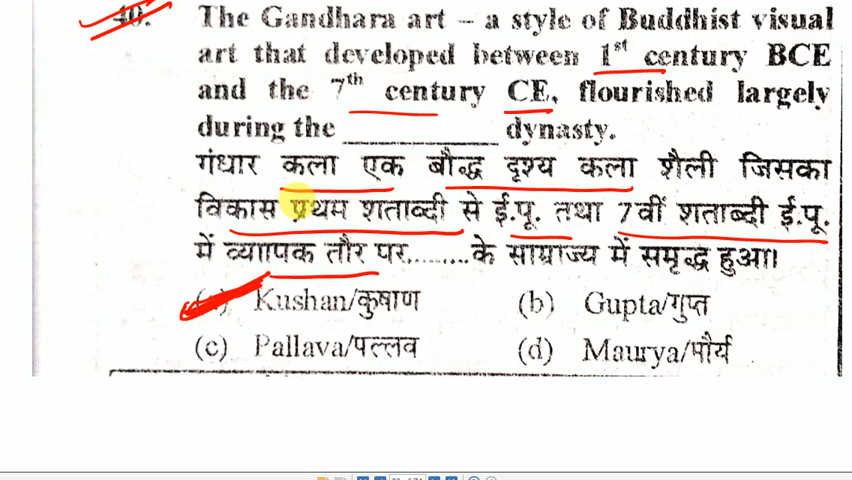 40. The Gandhara art – a style of Buddhist visual
art that developed between 1st century BCE
and the 7th century CE, flourished largely
during the __________ dynasty.
गंधार कला एक बौद्ध दृश्य कला शैली जिसका
विकास प्रथम शताब्दी से ई.पू. तथा 7वीं शताब्दी ई.पू.
में व्याापक तौर पर.........के साम्राज्य में समृद्ध हुआ।
(a) Kushan/कुषाण (b) Gupta/गुप्त
(c) Pallava/पल्लव (d) Maurya/पौर्य